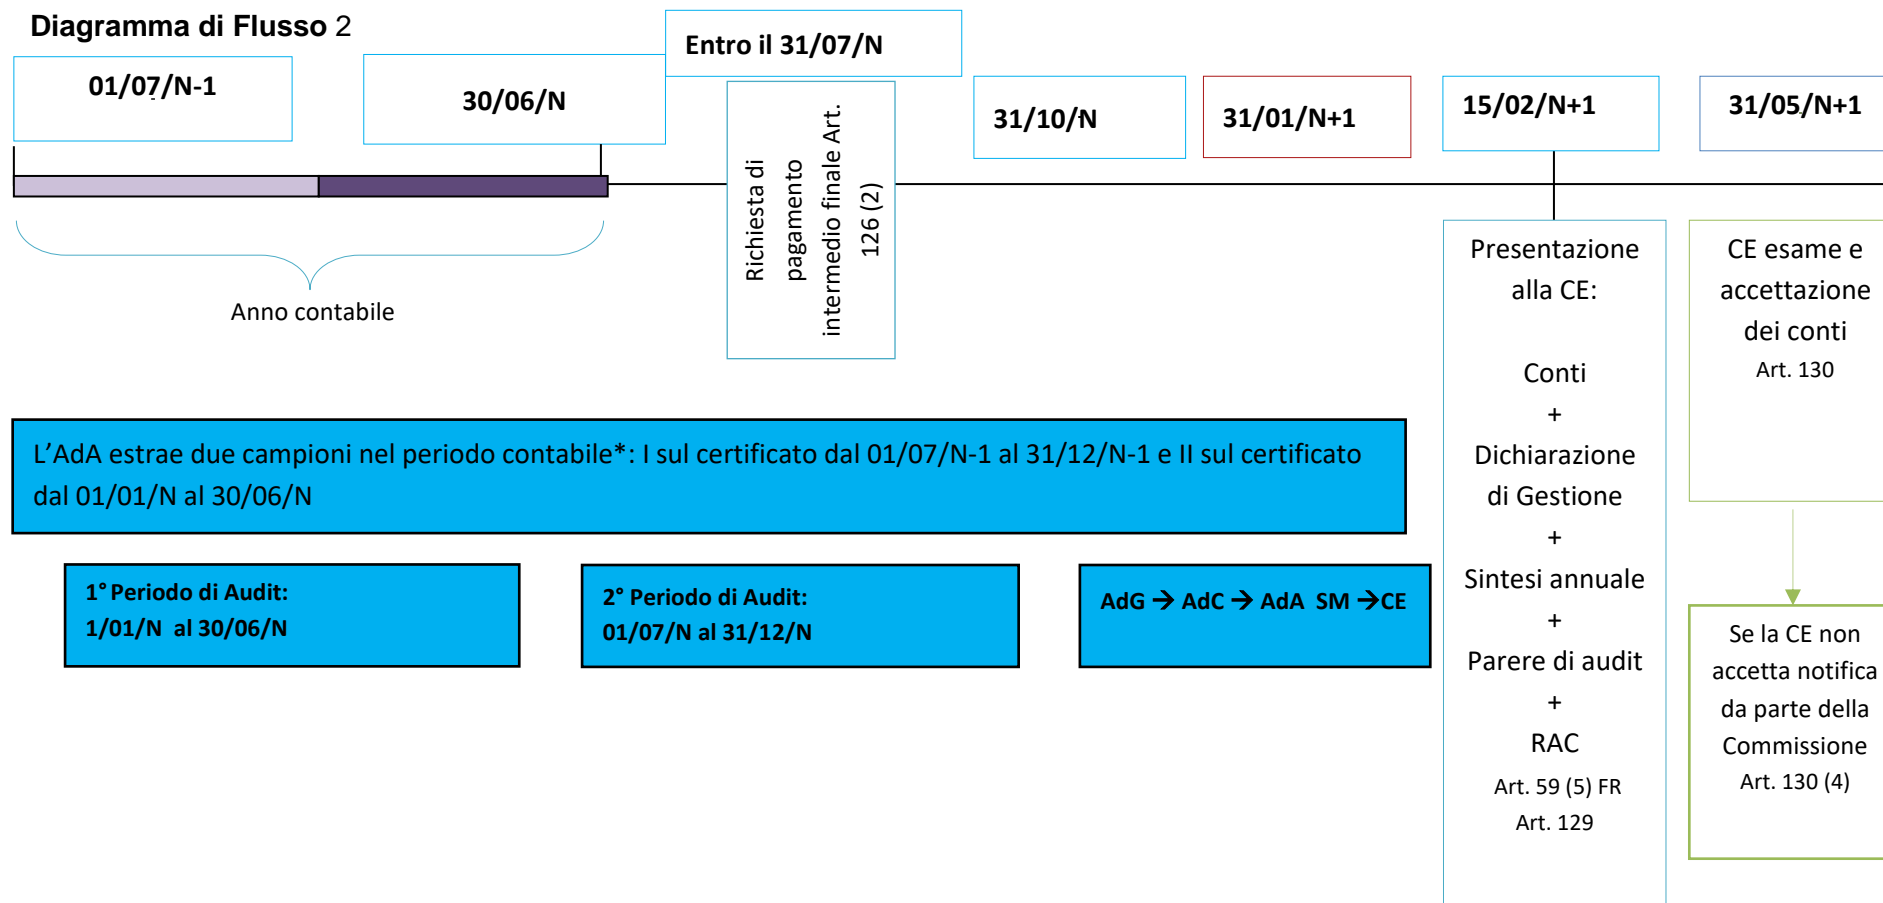 Diagramma di Flusso 2
01/07/N-1
30/06/N
Entro il 31/07/N
31/10/N
31/01/N+1
15/02/N+1
31/05/N+1
Richiesta di
pagamento
intermedio finale Art.
126 (2)
Anno contabile
Presentazione
alla CE:
Conti
+
Dichiarazione
di Gestione
+
Sintesi annuale
+
Parere di audit
+
RAC
Art. 59 (5) FR
Art. 129
CE esame e
accettazione
dei conti
Art. 130
Se la CE non
accetta notifica
da parte della
Commissione
Art. 130 (4)
L’AdA estrae due campioni nel periodo contabile*: I sul certificato dal 01/07/N-1 al 31/12/N-1 e II sul certificato
dal 01/01/N al 30/06/N
1° Periodo di Audit:
1/01/N al 30/06/N
2° Periodo di Audit:
01/07/N al 31/12/N
AdG → AdC → AdA SM →CE